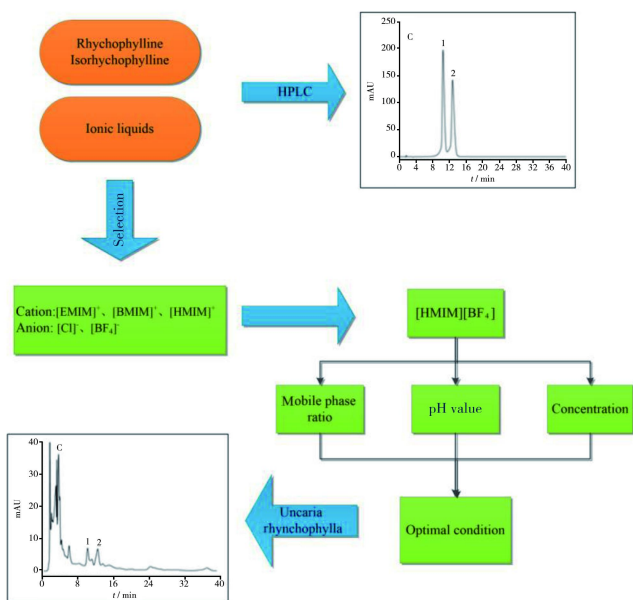 Rhychophylline
Isorhychophylline
Ionic liquids
HPLC
250
200
150
100
50
0
mAU
C
1
2
0 4 8 12 16 20 24 28 32 36 40
t / min
Selection
Cation:[EMIM]⁺、[BMIM]⁺、[HMIM]⁺
Anion: [Cl]⁻、[BF₄]⁻
[HMIM][BF₄]
Mobile phase
ratio
pH value
Concentration
Optimal condition
Uncaria
rhynchophylla
40
30
20
10
0
mAU
C
1
2
0 8 16 24 32 40
t / min